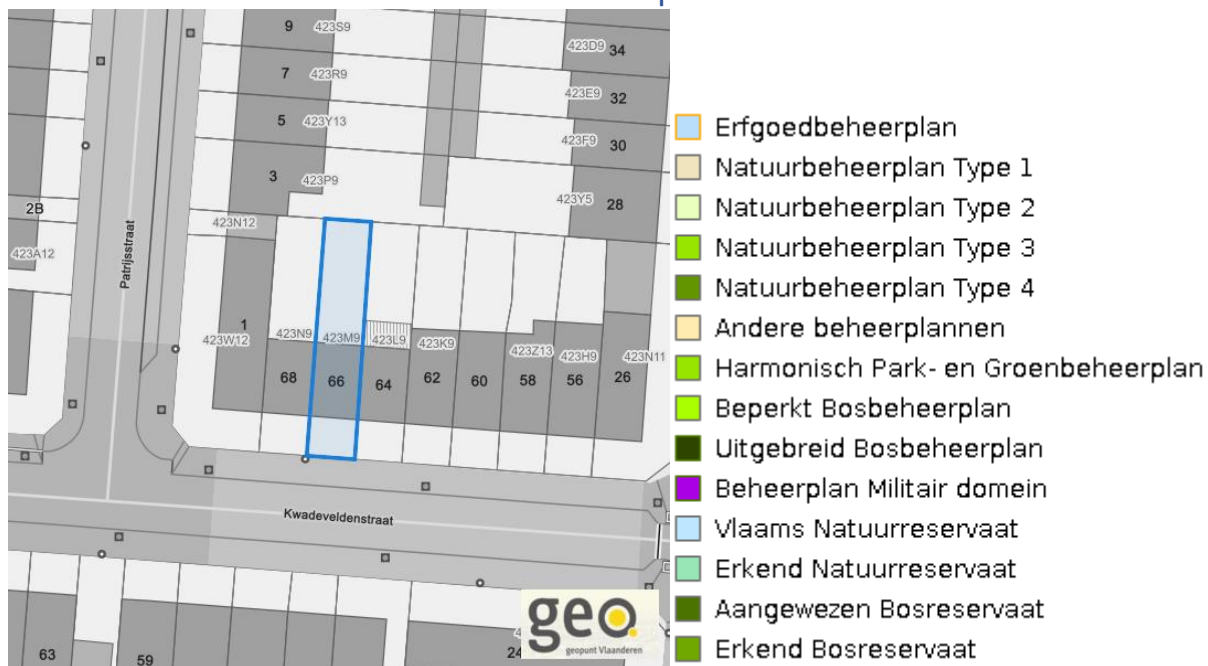 9 423S9
7 423R9
5 423Y13
3 423P9
423D9 34
423E9 32
423F9 30
423Y5 28
2B
423A12
423N12
Patrijsstraat
1
423W12
423N9
423M9
423L9
423K9
423Z13
423H9
423N11
68
66
64
62
60
58
56
26
Kwadeveldenstraat
63
59
24
geo
geopunt Vlaanderen
Erfgoedbeheerplan
Natuurbeheerplan Type 1
Natuurbeheerplan Type 2
Natuurbeheerplan Type 3
Natuurbeheerplan Type 4
Andere beheerplannen
Harmonisch Park- en Groenbeheerplan
Beperkt Bosbeheerplan
Uitgebreid Bosbeheerplan
Beheerplan Militair domein
Vlaams Natuurreservaat
Erkend Natuurreservaat
Aangewezen Bosreservaat
Erkend Bosreservaat